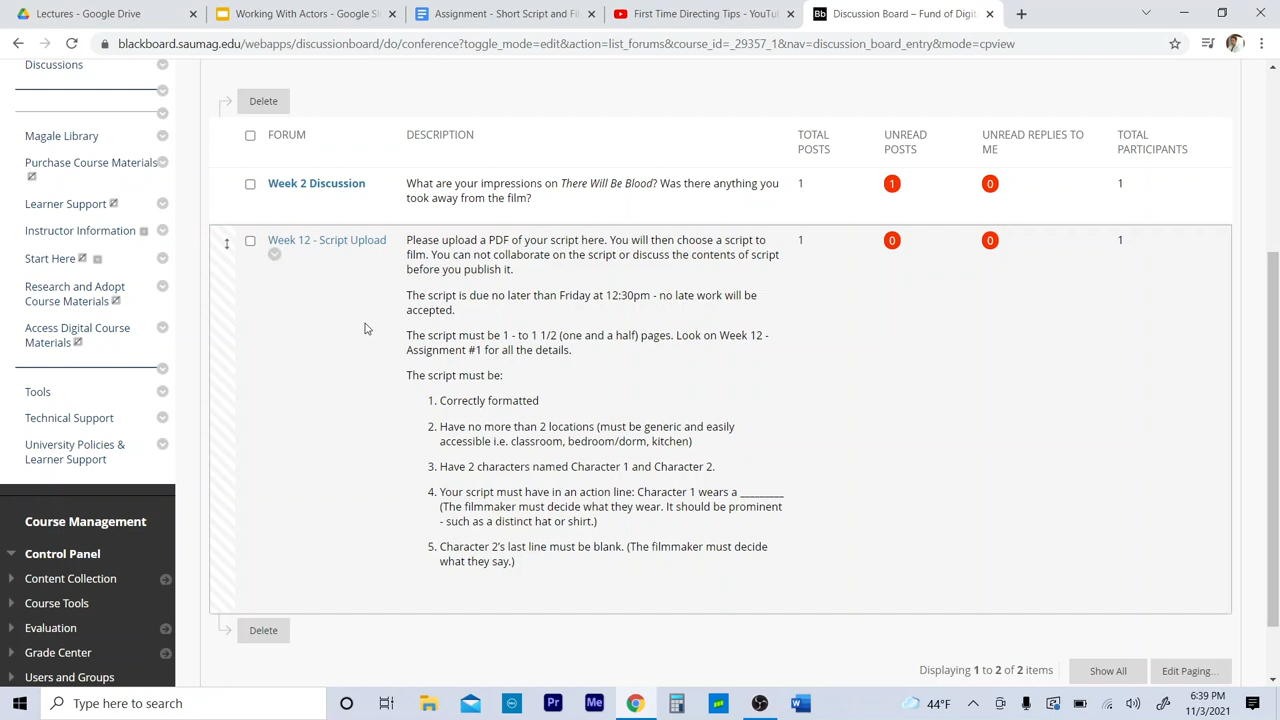 Lectures - Google Drive
Working With Actors - Google Sl
Assignment - Short Script and Fi
First Time Directing Tips - YouTu
Discussion Board – Fund of Digit
blackboard.saumag.edu/webapps/discussionboard/do/conference?toggle_mode=edit&action=list_forums&course_id=_29357_1&nav=discussion_board_entry&mode=cpview
Discussions
Magale Library
Purchase Course Materials
Learner Support
Instructor Information
Start Here
Research and Adopt
Course Materials
Access Digital Course
Materials
Tools
Technical Support
University Policies &
Learner Support
Course Management
Control Panel
Content Collection
Course Tools
Evaluation
Grade Center
Users and Groups
Delete
FORUM
DESCRIPTION
TOTAL
POSTS
UNREAD
POSTS
UNREAD REPLIES TO
ME
TOTAL
PARTICIPANTS
Week 2 Discussion
What are your impressions on There Will Be Blood? Was there anything you
took away from the film?
1
1
0
1
Week 12 - Script Upload
Please upload a PDF of your script here. You will then choose a script to
film. You can not collaborate on the script or discuss the contents of script
before you publish it.
1
0
0
1
The script is due no later than Friday at 12:30pm - no late work will be
accepted.
The script must be 1 - to 1 1/2 (one and a half) pages. Look on Week 12 -
Assignment #1 for all the details.
The script must be:
1. Correctly formatted
2. Have no more than 2 locations (must be generic and easily
accessible i.e. classroom, bedroom/dorm, kitchen)
3. Have 2 characters named Character 1 and Character 2.
4. Your script must have in an action line: Character 1 wears a ________
(The filmmaker must decide what they wear. It should be prominent
- such as a distinct hat or shirt.)
5. Character 2's last line must be blank. (The filmmaker must decide
what they say.)
Delete
Displaying 1 to 2 of 2 items
Show All
Edit Paging...
Type here to search
44°F
6:39 PM
11/3/2021